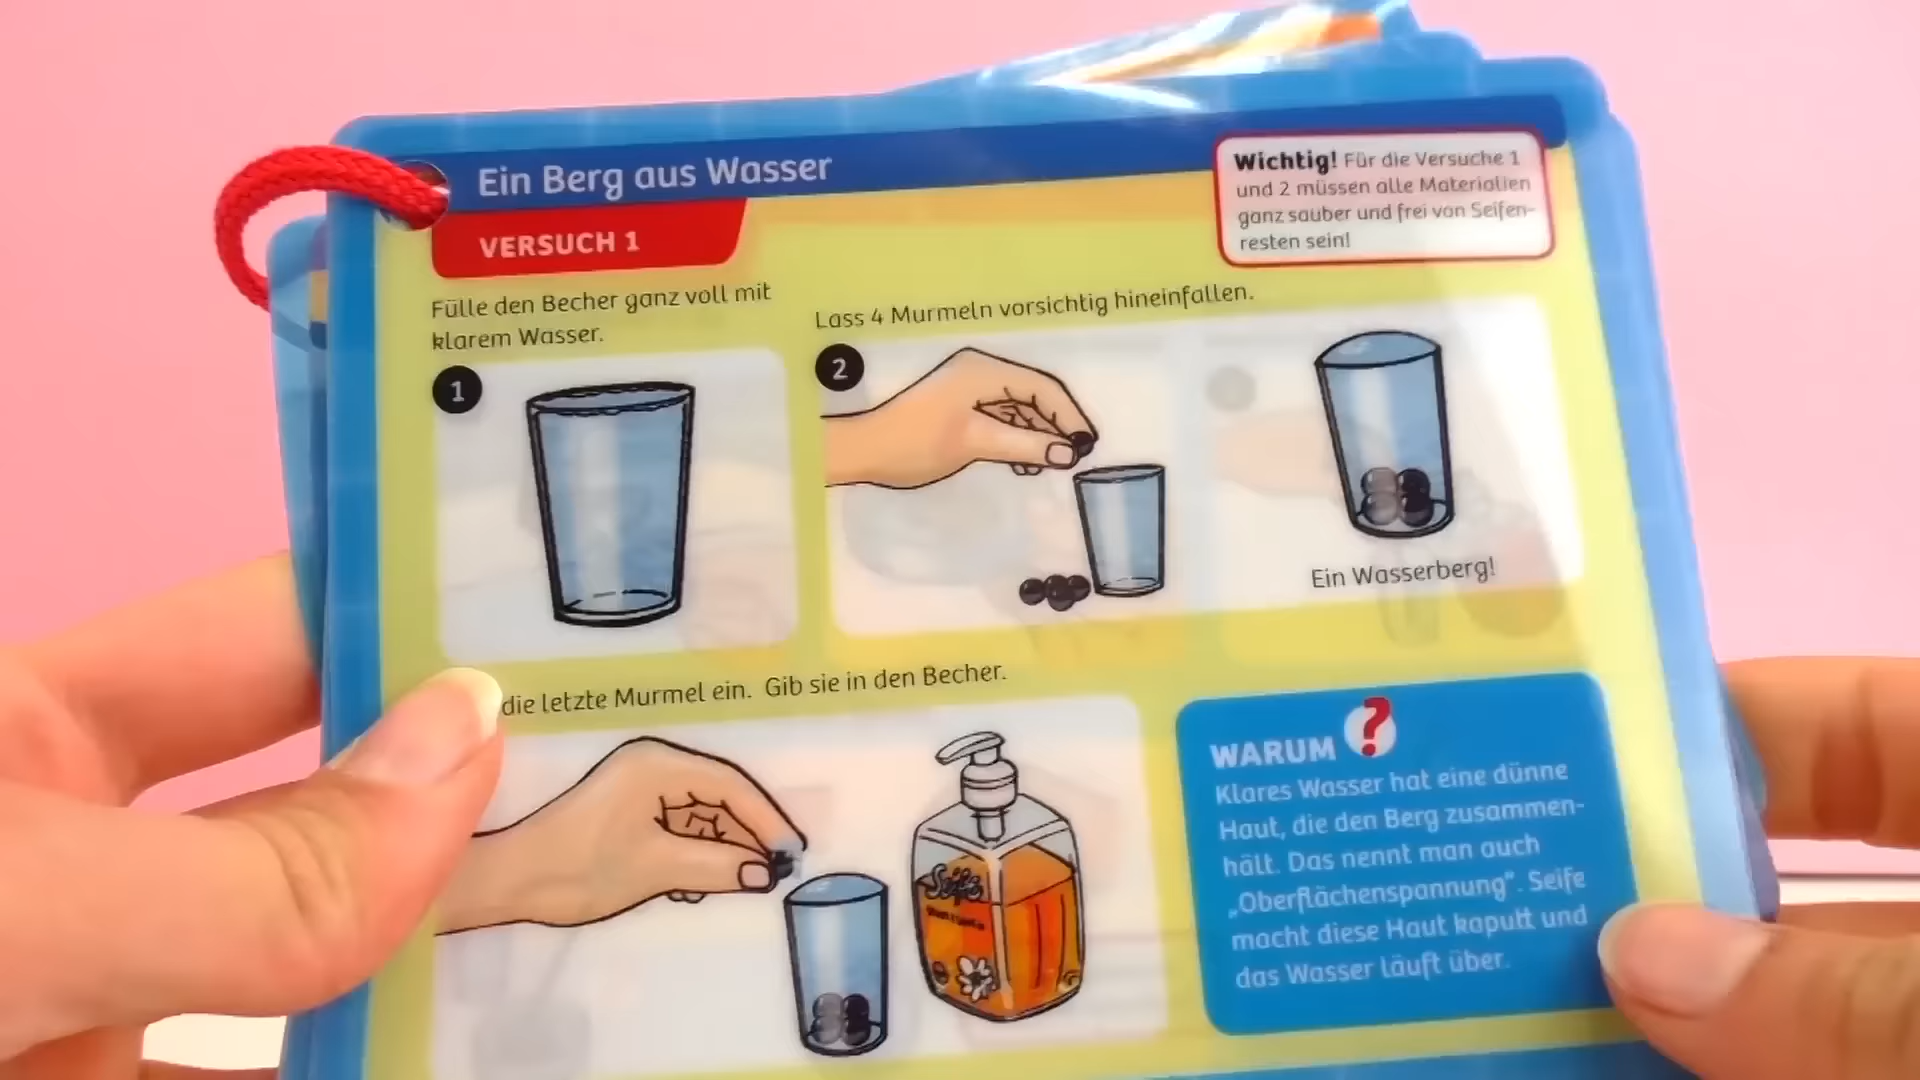 Ein Berg aus Wasser
Wichtig! Für die Versuche 1
und 2 müssen alle Materialien
ganz sauber und frei von Seifen-
resten sein!
VERSUCH 1
Fülle den Becher ganz voll mit
klarem Wasser.
1
Lass 4 Murmeln vorsichtig hineinfallen.
2
Ein Wasserberg!
die letzte Murmel ein. Gib sie in den Becher.
Seife
WARUM ?
Klares Wasser hat eine dünne
Haut, die den Berg zusammen-
hält. Das nennt man auch
„Oberflächenspannung“. Seife
macht diese Haut kaputt und
das Wasser läuft über.